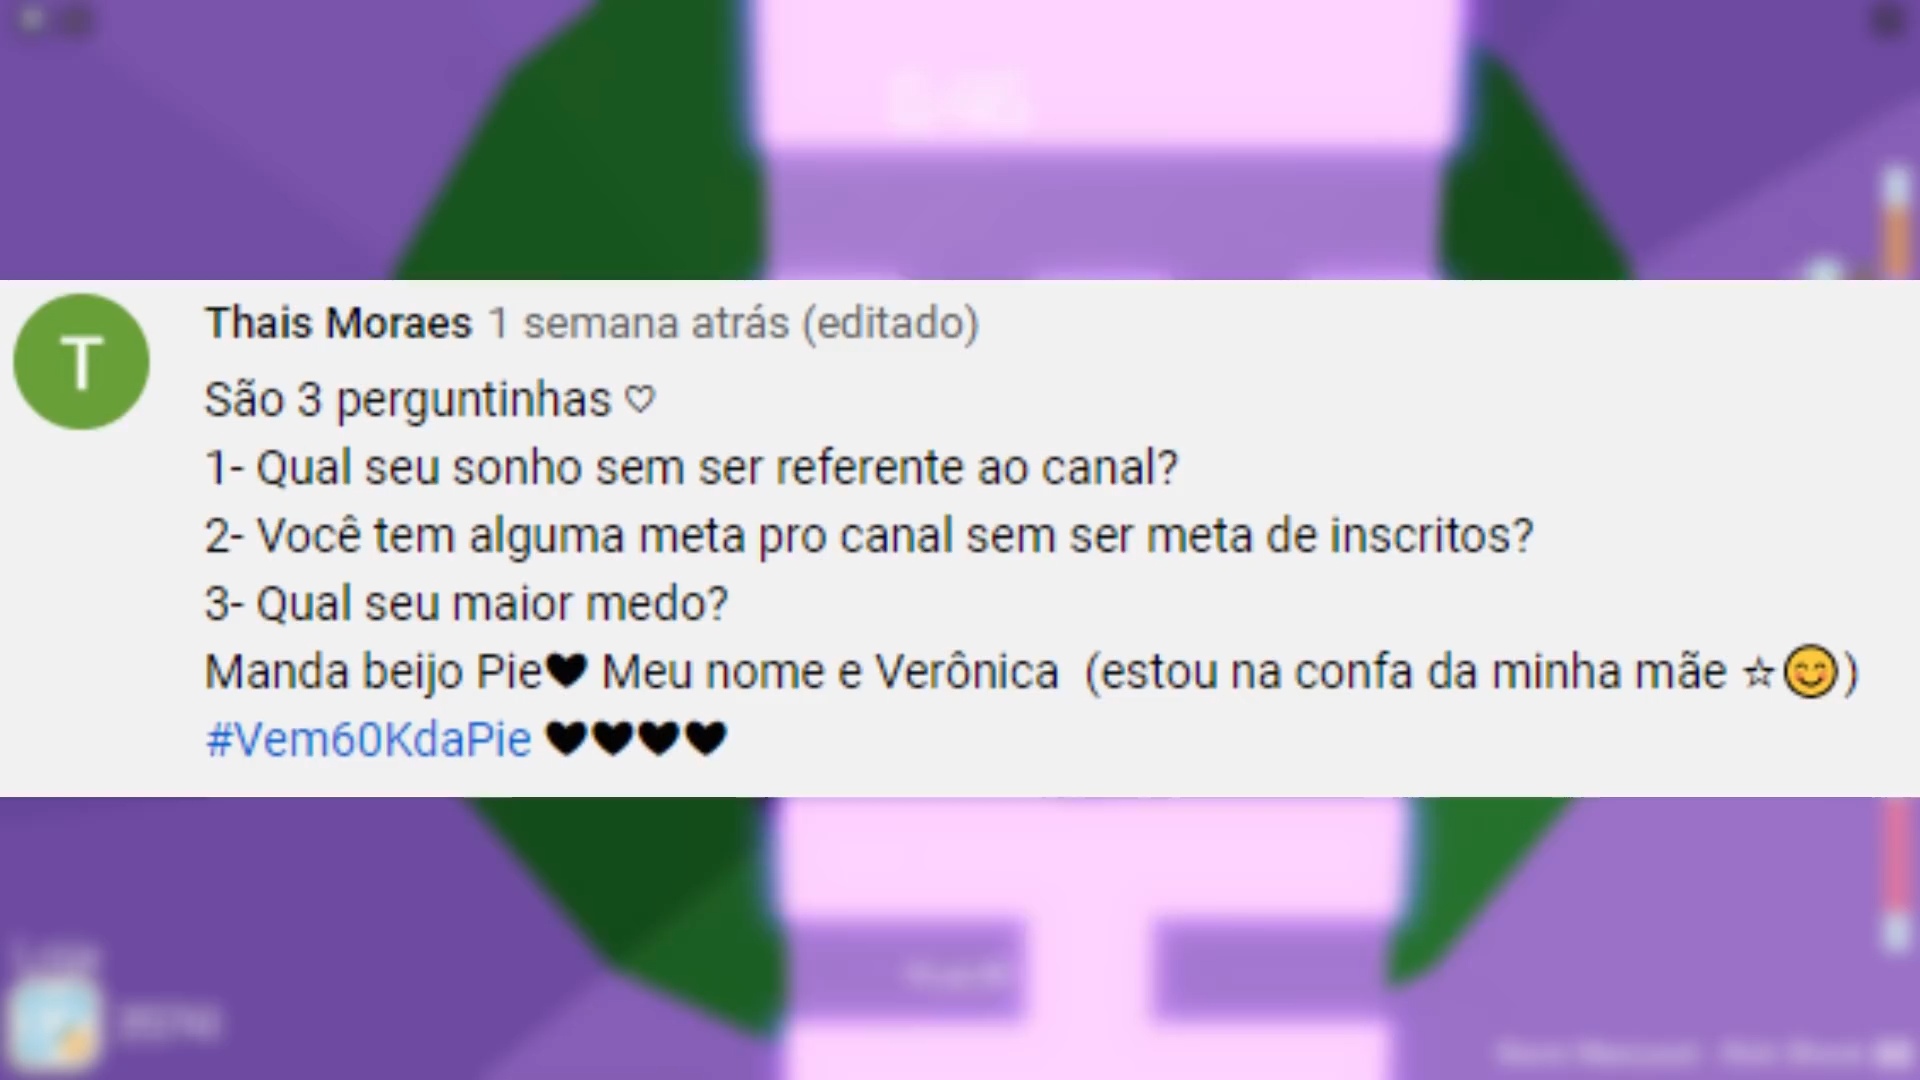 T
Thais Moraes 1 semana atrás (editado)
São 3 perguntinhas ♡
1- Qual seu sonho sem ser referente ao canal?
2- Você tem alguma meta pro canal sem ser meta de inscritos?
3- Qual seu maior medo?
Manda beijo Pie🖤 Meu nome e Verônica (estou na confa da minha mãe ☆😊)
#Vem60KdaPie 🖤🖤🖤🖤